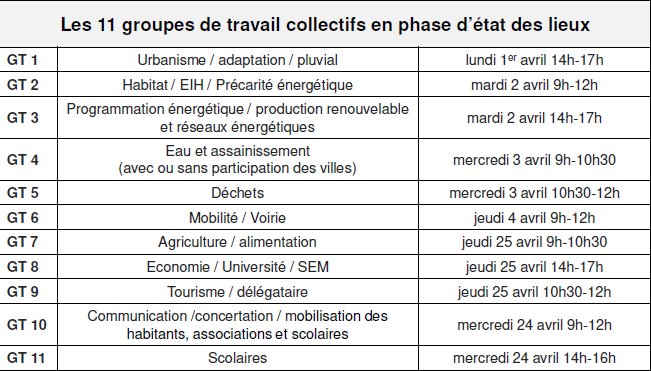 Les 11 groupes de travail collectifs en phase d'état des lieux
GT 1 Urbanisme / adaptation / pluvial lundi 1er avril 14h-17h
GT 2 Habitat / EIH / Précarité énergétique mardi 2 avril 9h-12h
GT 3 Programmation énergétique / production renouvelable
et réseaux énergétiques mardi 2 avril 14h-17h
GT 4 Eau et assainissement
(avec ou sans participation des villes) mercredi 3 avril 9h-10h30
GT 5 Déchets mercredi 3 avril 10h30-12h
GT 6 Mobilité / Voirie jeudi 4 avril 9h-12h
GT 7 Agriculture / alimentation jeudi 25 avril 9h-10h30
GT 8 Economie / Université / SEM jeudi 25 avril 14h-17h
GT 9 Tourisme / délégataire jeudi 25 avril 10h30-12h
GT 10 Communication /concertation / mobilisation des
habitants, associations et scolaires mercredi 24 avril 9h-12h
GT 11 Scolaires mercredi 24 avril 14h-16h